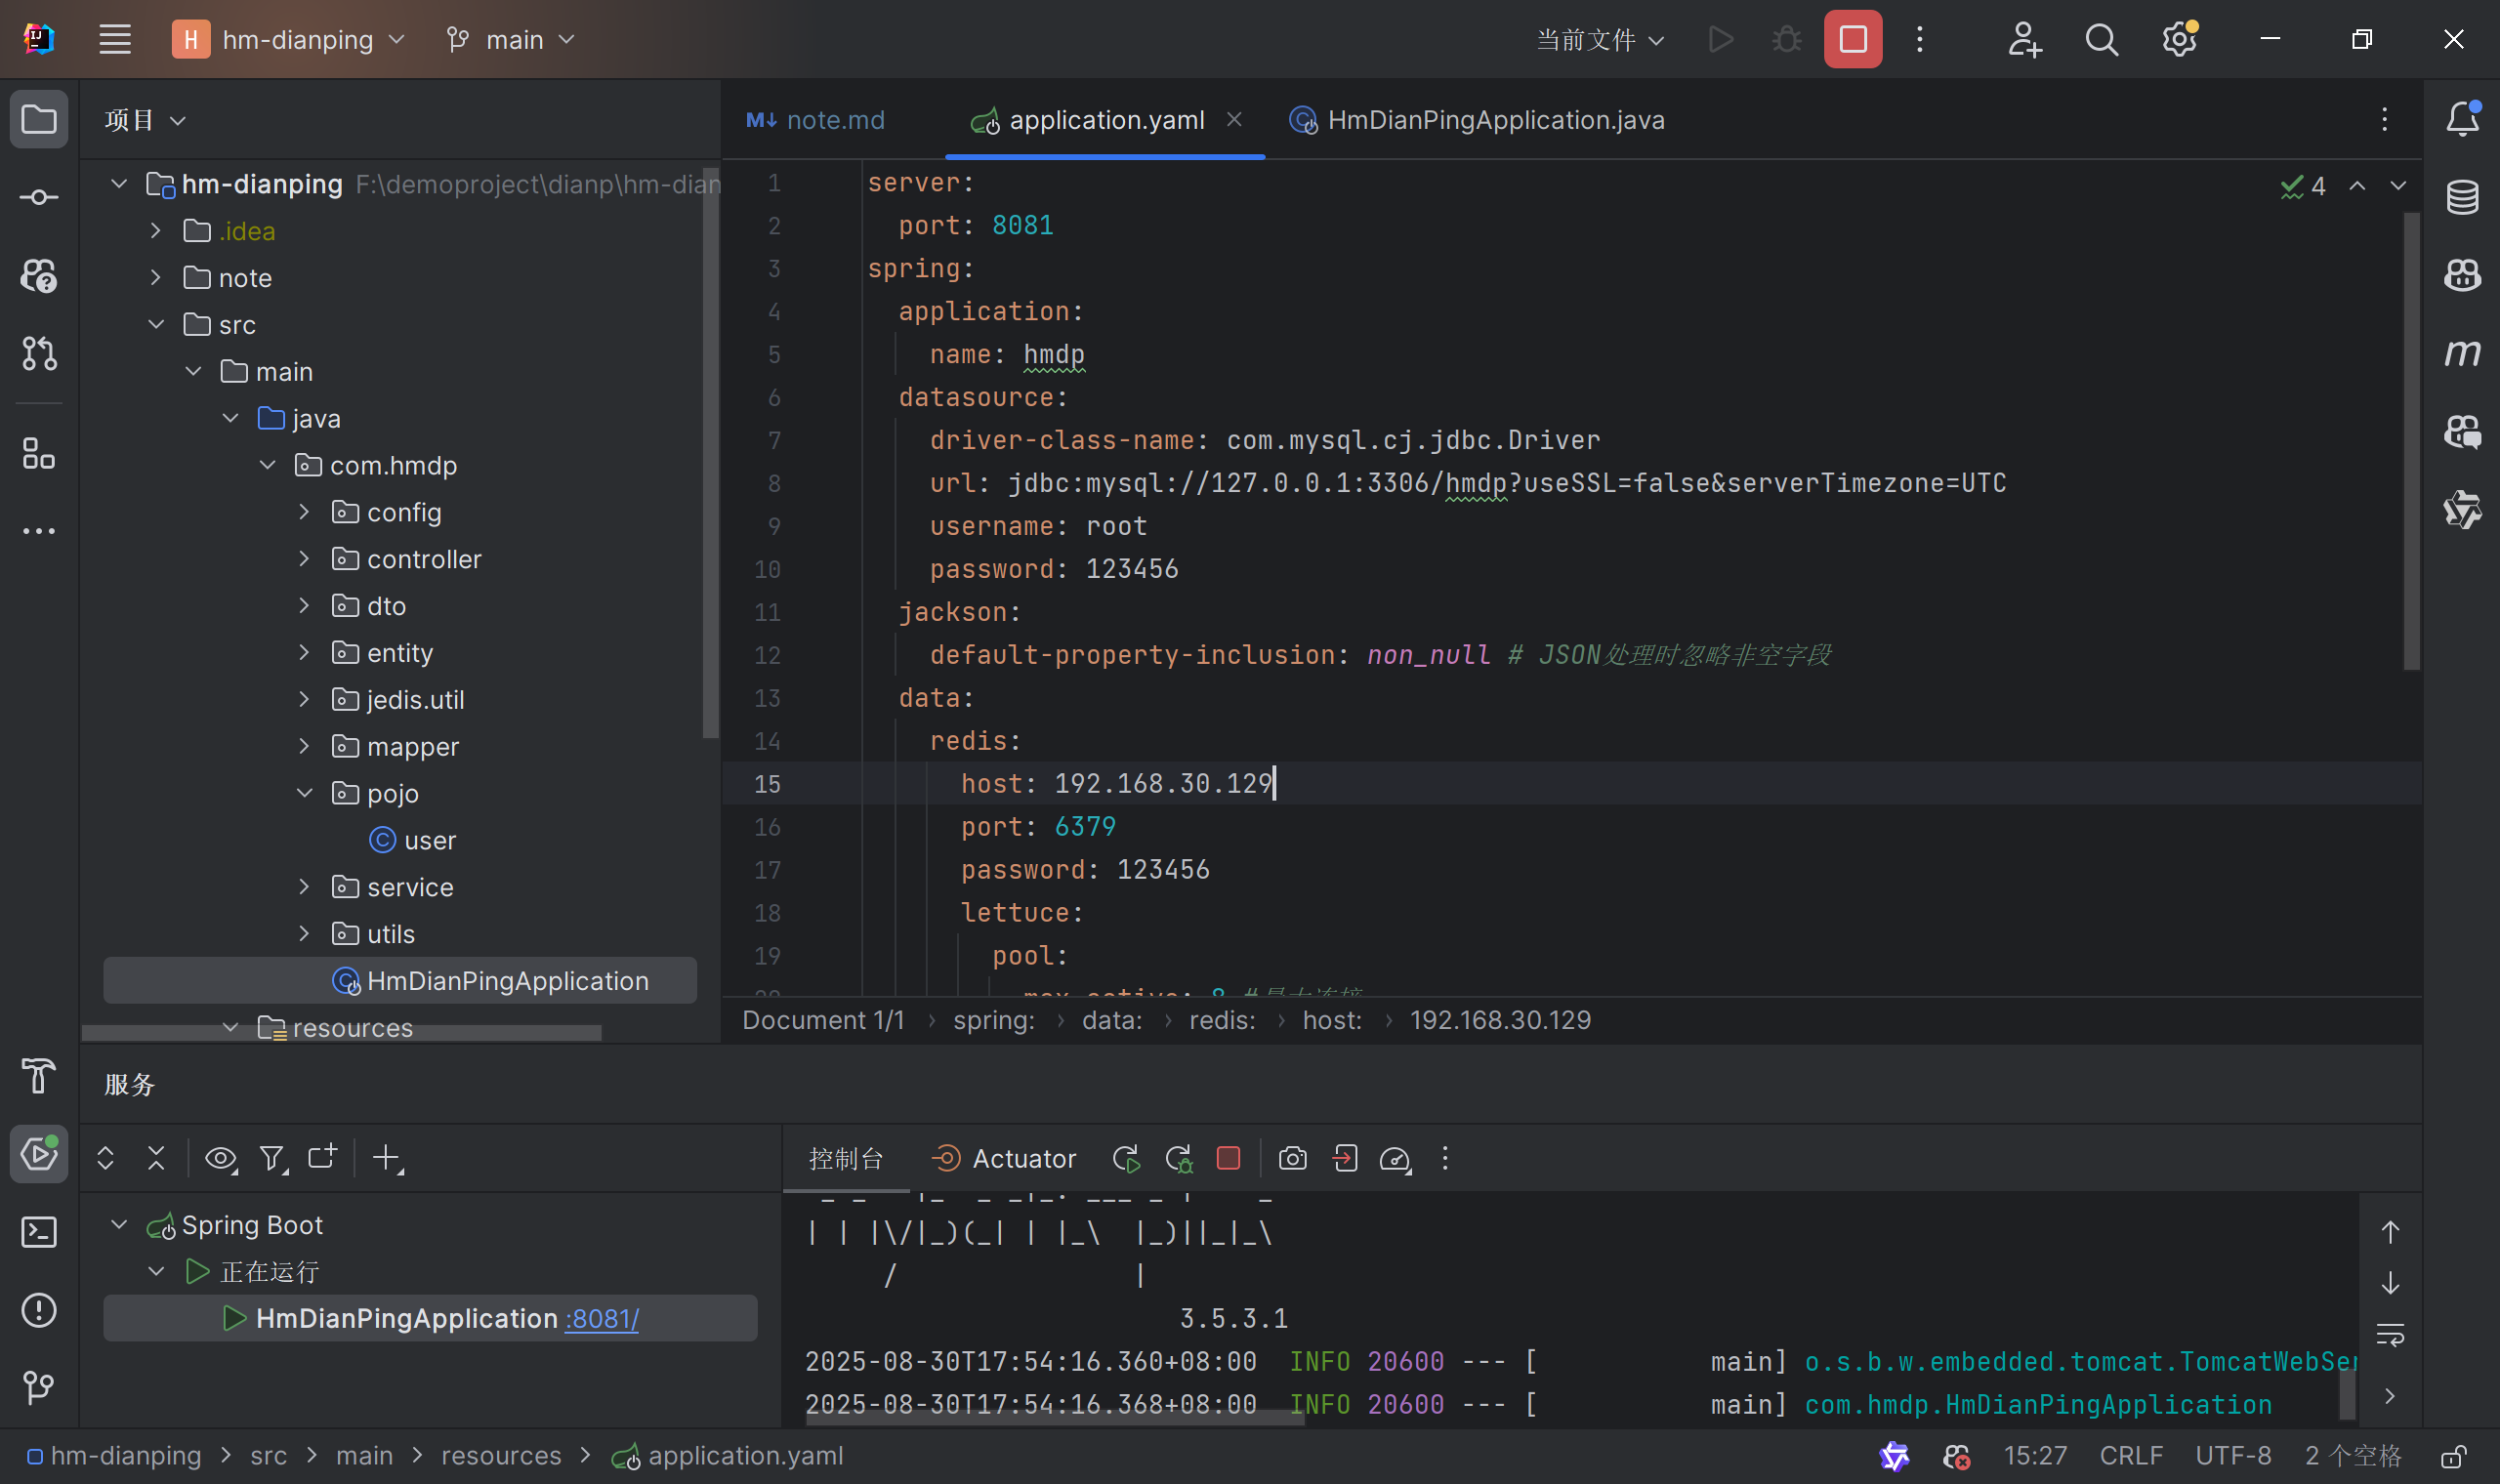 H hm-dianping main 当前文件
项目
hm-dianping F:\demoproject\dianp\hm-dian
.idea
note
src
main
java
com.hmdp
config
controller
dto
entity
jedis.util
mapper
pojo
user
service
utils
HmDianPingApplication
resources
note.md application.yaml HmDianPingApplication.java
4
1 server:
2 port: 8081
3 spring:
4 application:
5 name: hmdp
6 datasource:
7 driver-class-name: com.mysql.cj.jdbc.Driver
8 url: jdbc:mysql://127.0.0.1:3306/hmdp?useSSL=false&serverTimezone=UTC
9 username: root
10 password: 123456
11 jackson:
12 default-property-inclusion: non_null # JSON处理时忽略非空字段
13 data:
14 redis:
15 host: 192.168.30.129
16 port: 6379
17 password: 123456
18 lettuce:
19 pool:
20 max-active: 8 #最大连接
Document 1/1 › spring: › data: › redis: › host: › 192.168.30.129
服务
Spring Boot
正在运行
HmDianPingApplication :8081/
控制台 Actuator
| | |\/|_)(_| | |_\ |_)||_|_\
/ |
3.5.3.1
2025-08-30T17:54:16.360+08:00 INFO 20600 --- [ main] o.s.b.w.embedded.tomcat.TomcatWebSer
2025-08-30T17:54:16.368+08:00 INFO 20600 --- [ main] com.hmdp.HmDianPingApplication
hm-dianping > src > main > resources > application.yaml
15:27 CRLF UTF-8 2 个空格